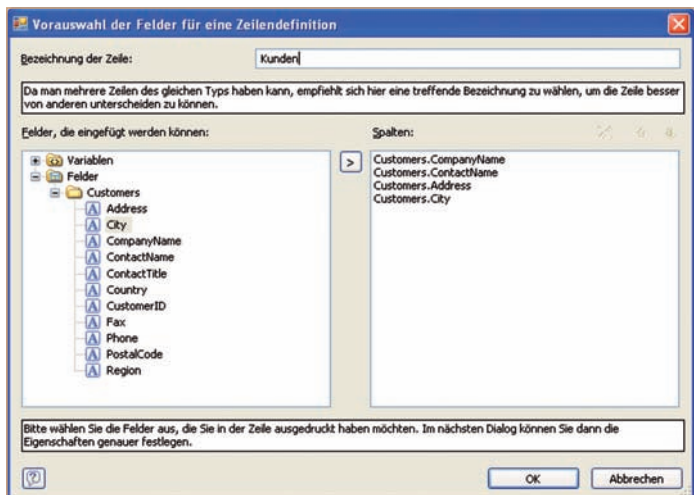 Vorauswahl der Felder für eine Zeilendefinition
Bezeichnung der Zeile:
Kunden
Da man mehrere Zeilen des gleichen Typs haben kann, empfiehlt sich hier eine treffende Bezeichnung zu wählen, um die Zeile besser
von anderen unterscheiden zu können.
Felder, die eingefügt werden können:
Variablen
Felder
Customers
Address
City
CompanyName
ContactName
ContactTitle
Country
CustomerID
Fax
Phone
PostalCode
Region
>
Spalten:
Customers.CompanyName
Customers.ContactName
Customers.Address
Customers.City
Bitte wählen Sie die Felder aus, die Sie in der Zeile ausgedruckt haben möchten. Im nächsten Dialog können Sie dann die
Eigenschaften genauer festlegen.
OK
Abbrechen